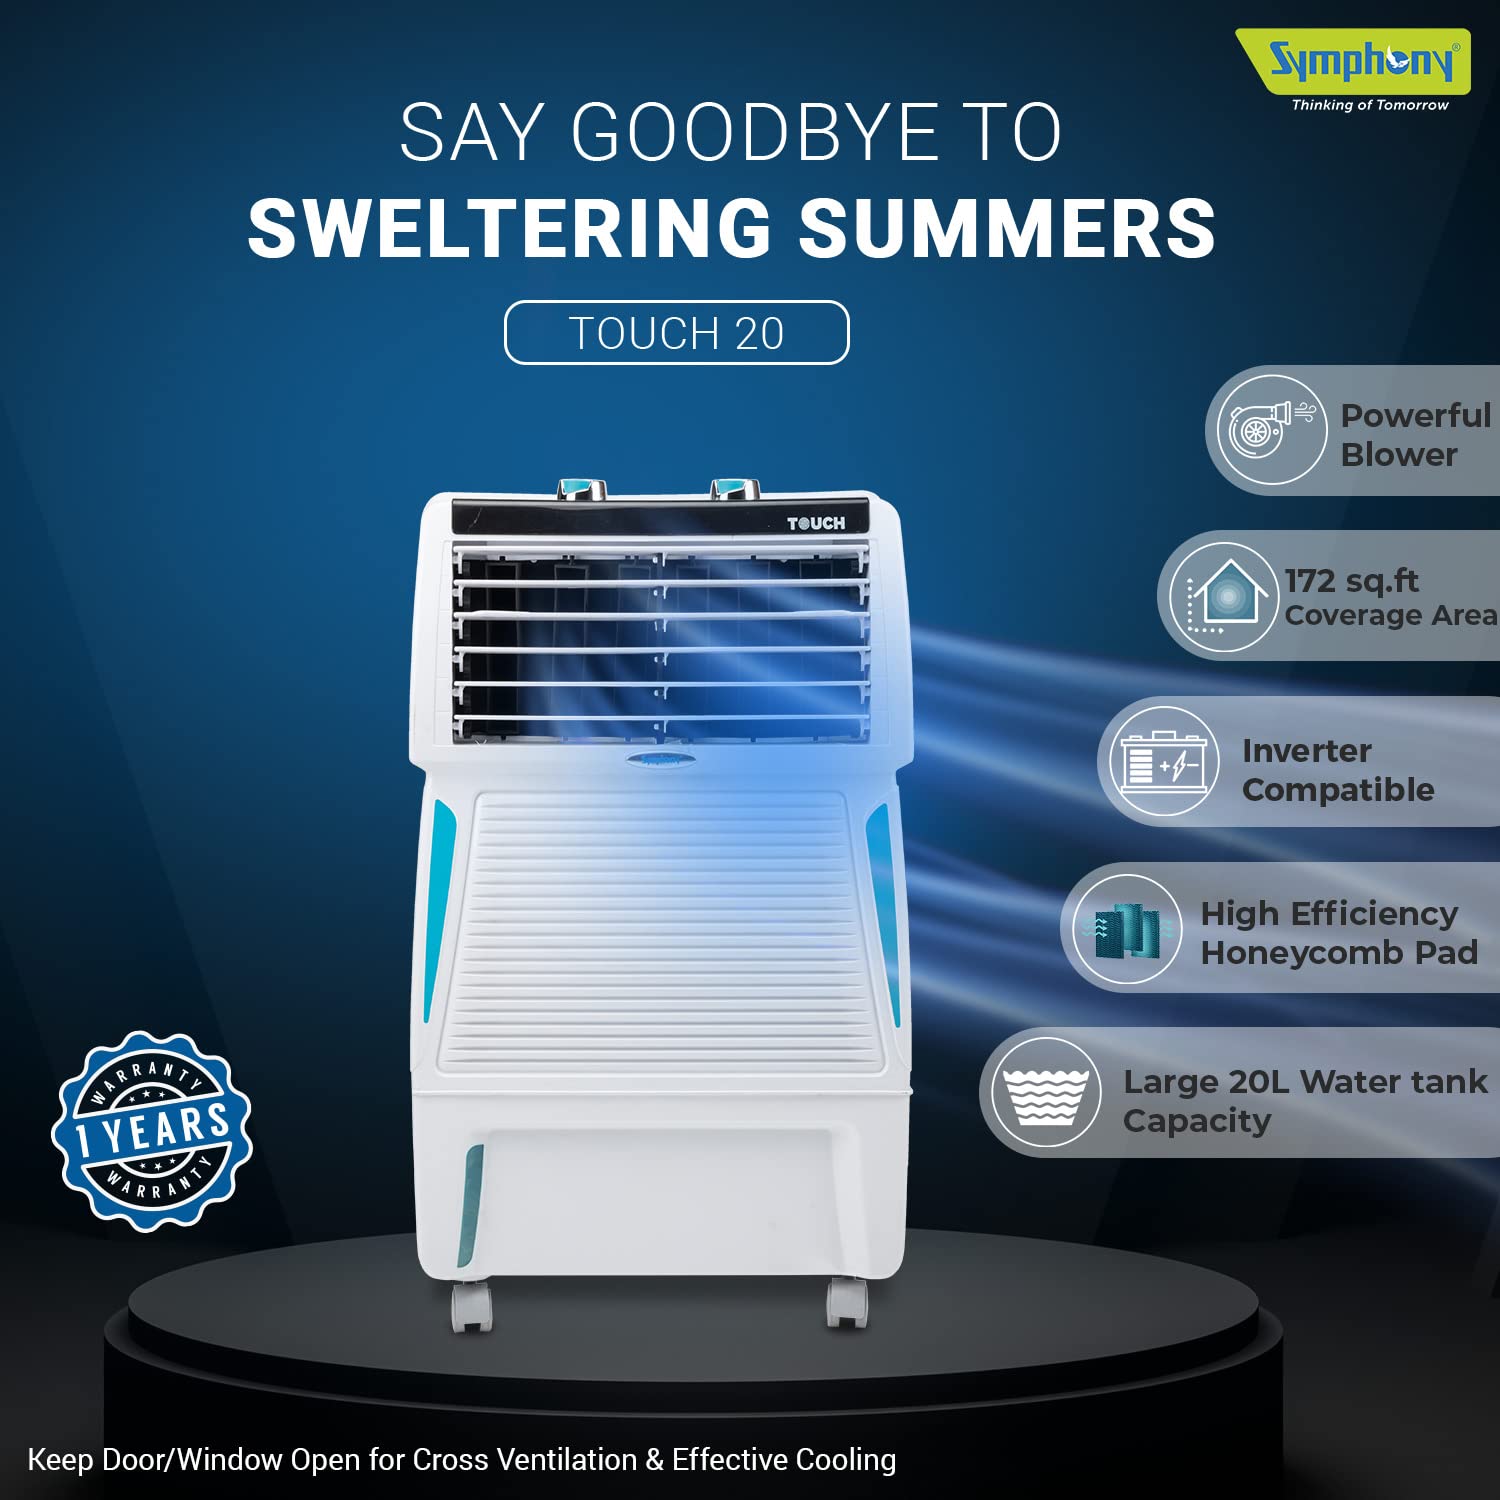 Symphony®
Thinking of Tomorrow
SAY GOODBYE TO
SWELTERING SUMMERS
TOUCH 20
Powerful
Blower
TOUCH
172 sq.ft
Coverage Area
Inverter
Compatible
Symphony
High Efficiency
Honeycomb Pad
Large 20L Water tank
Capacity
WARRANTY
1 YEARS
WARRANTY
Keep Door/Window Open for Cross Ventilation & Effective Cooling